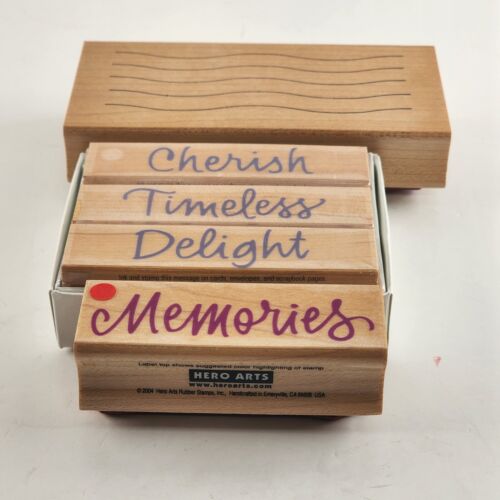 Cherish
Timeless
Delight
Ink and stamp this message on cards, envelopes, and scrapbook pages.
Memories
Label top shows suggested color highlighting of stamp
HERO ARTS
www.heroarts.com
© 2004 Hero Arts Rubber Stamps, Inc., Handcrafted in Emeryville, CA 94608 USA